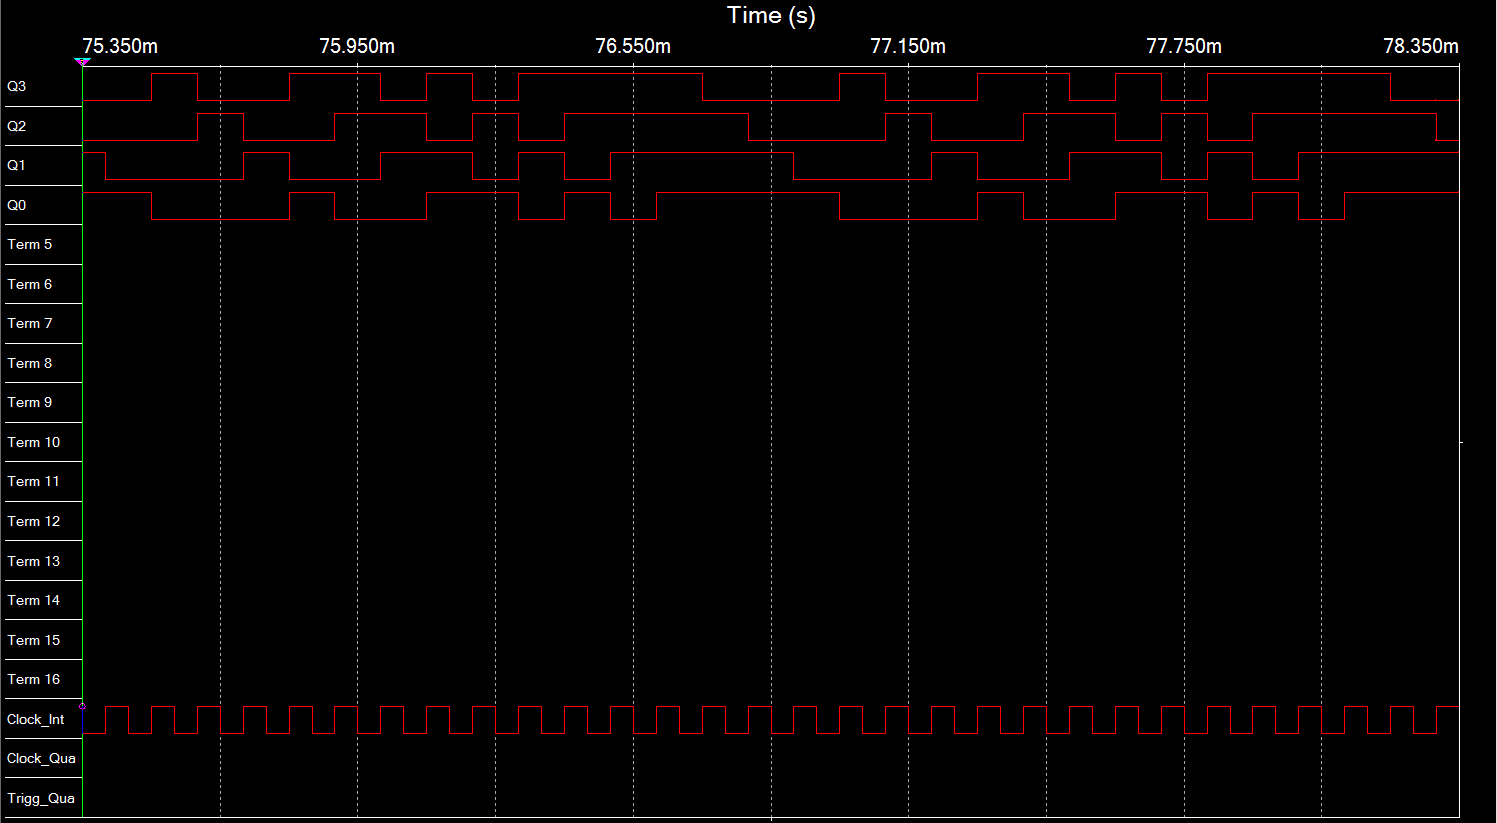 Time (s)
75.350m 75.950m 76.550m 77.150m 77.750m 78.350m
Q3
Q2
Q1
Q0
Term 5
Term 6
Term 7
Term 8
Term 9
Term 10
Term 11
Term 12
Term 13
Term 14
Term 15
Term 16
Clock_Int
Clock_Qua
Trigg_Qua